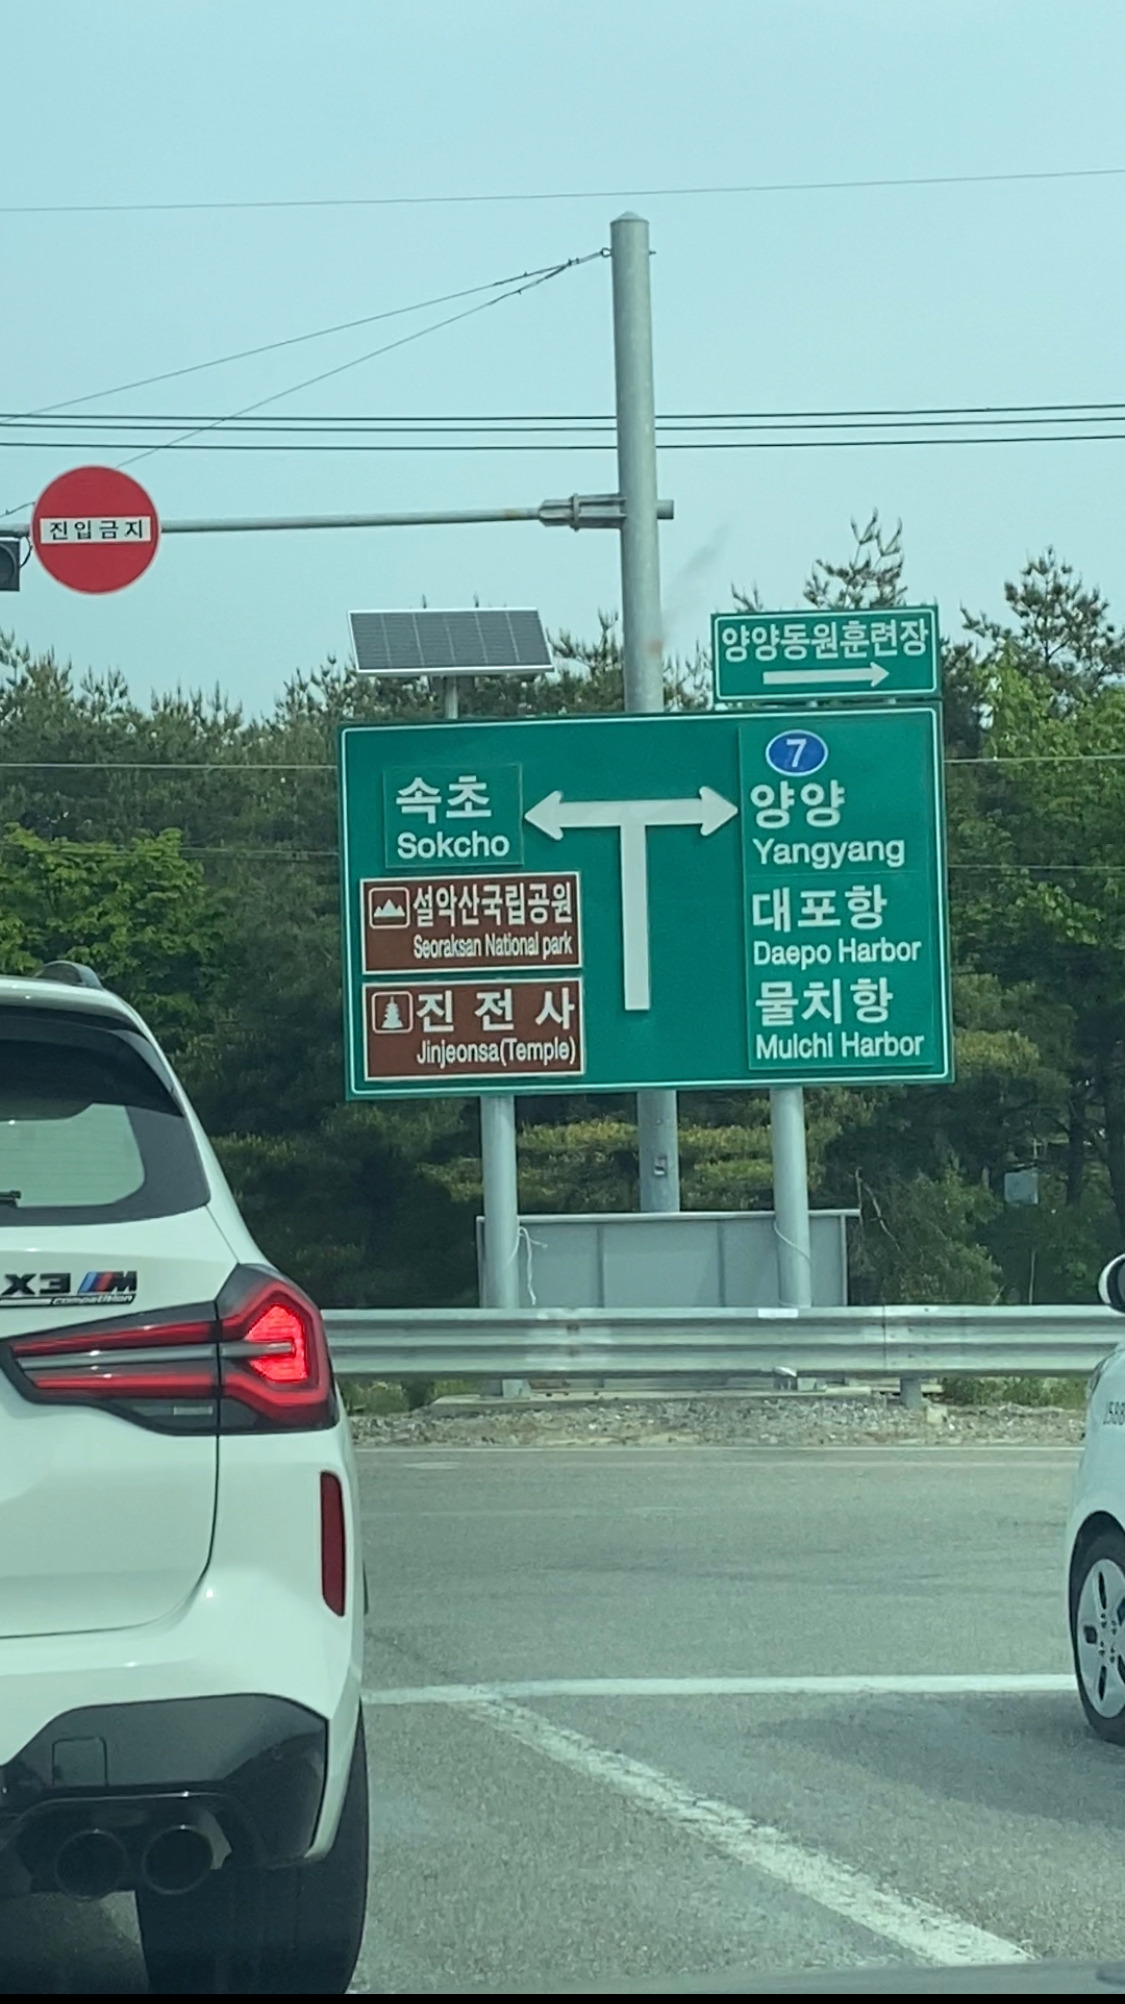 진입금지
양양동원훈련장
7
속초
Sokcho
설악산국립공원
Seoraksan National park
진전사
Jinjeonsa(Temple)
양양
Yangyang
대포항
Daepo Harbor
물치항
Mulchi Harbor
X3 M
competition